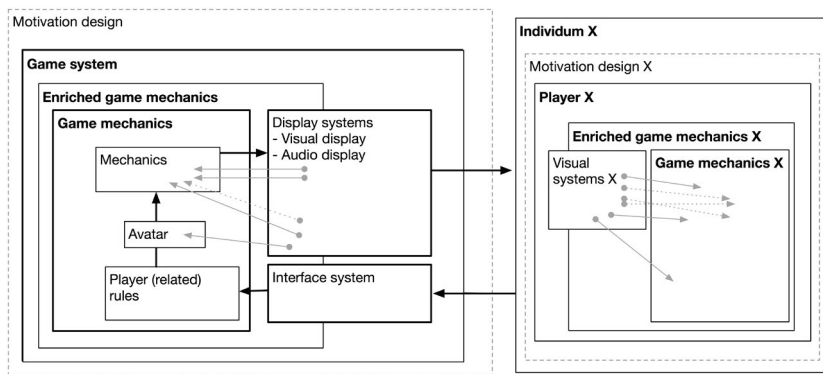 Motivation design
Game system
Enriched game mechanics
Game mechanics
Mechanics
Avatar
Player (related)
rules
Display systems
- Visual display
- Audio display
Interface system
Individum X
Motivation design X
Player X
Enriched game mechanics X
Visual
systems X
Game mechanics X